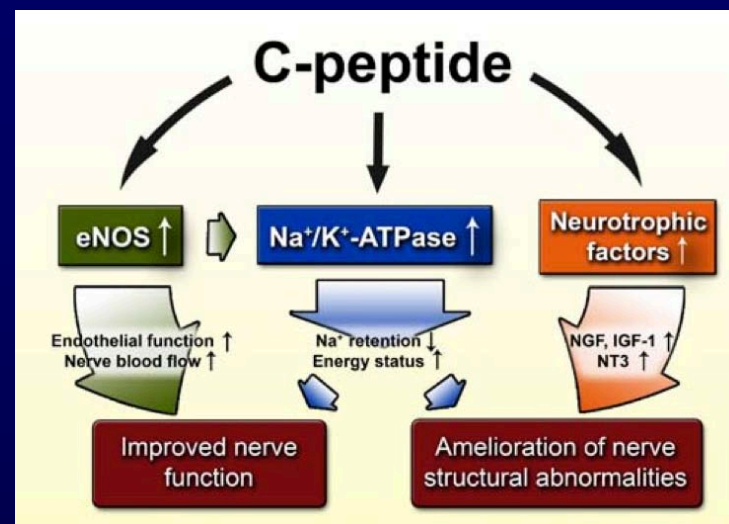 C-peptide
eNOS ↑
Na⁺/K⁺-ATPase ↑
Neurotrophic
factors ↑
Endothelial function ↑
Nerve blood flow ↑
Na⁺ retention ↓
Energy status ↑
NGF, IGF-1 ↑
NT3 ↑
Improved nerve
function
Amelioration of nerve
structural abnormalities